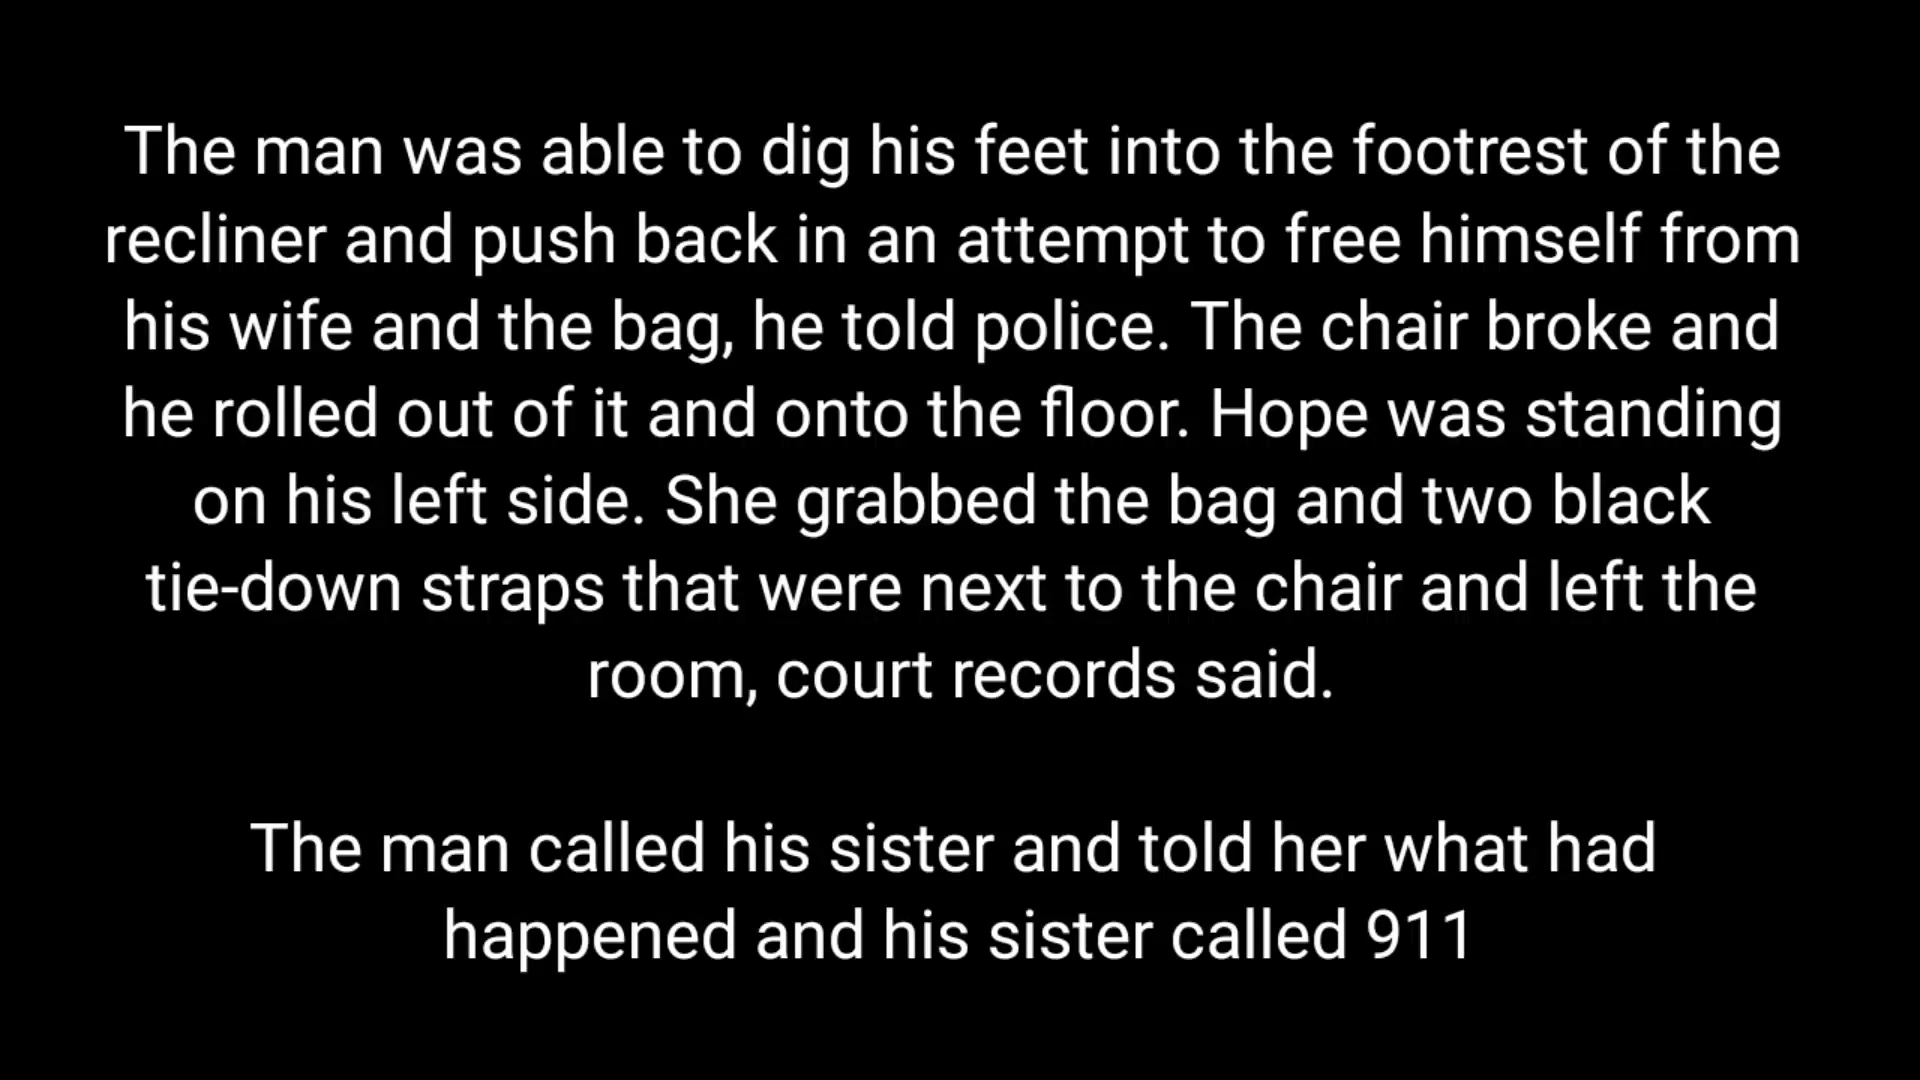 The man was able to dig his feet into the footrest of the
recliner and push back in an attempt to free himself from
his wife and the bag, he told police. The chair broke and
he rolled out of it and onto the floor. Hope was standing
on his left side. She grabbed the bag and two black
tie-down straps that were next to the chair and left the
room, court records said.
The man called his sister and told her what had
happened and his sister called 911